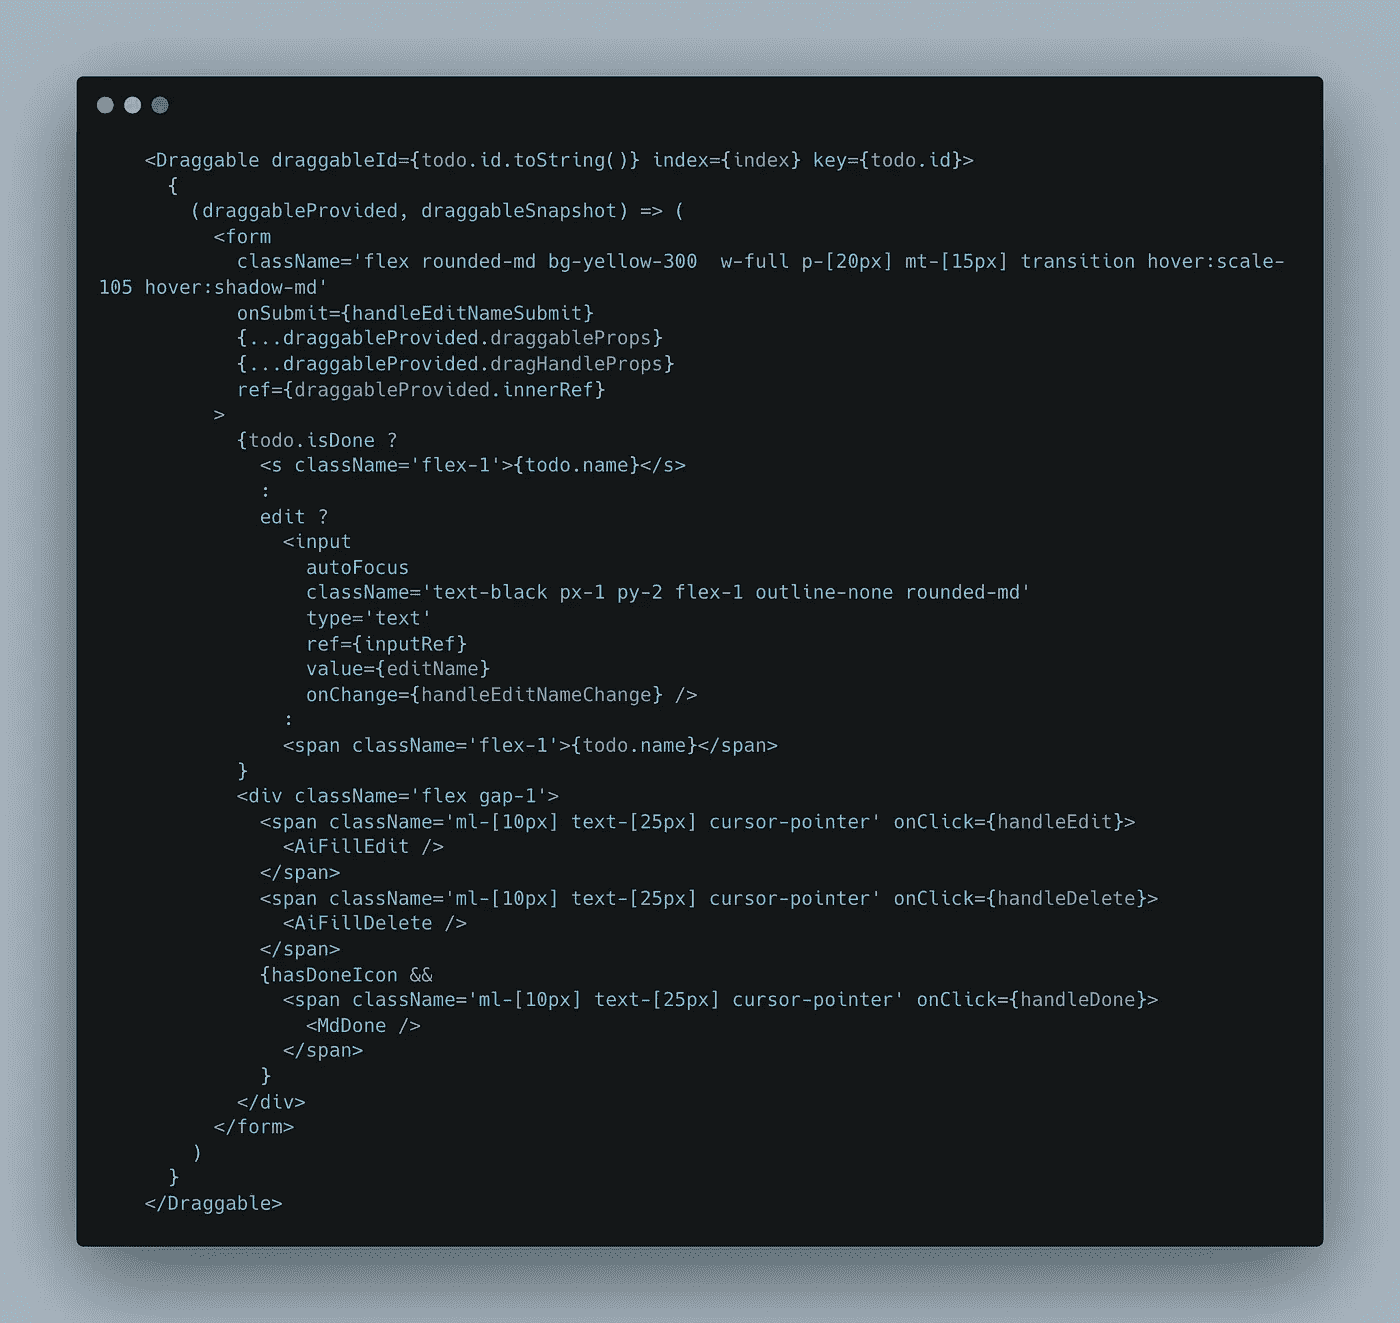 <Draggable draggableId={todo.id.toString()} index={index} key={todo.id}>
{
(draggableProvided, draggableSnapshot) => (
<form
className='flex rounded-md bg-yellow-300  w-full p-[20px] mt-[15px] transition hover:scale-
105 hover:shadow-md'
onSubmit={handleEditNameSubmit}
{...draggableProvided.draggableProps}
{...draggableProvided.dragHandleProps}
ref={draggableProvided.innerRef}
>
{todo.isDone ?
<s className='flex-1'>{todo.name}</s>
:
edit ?
<input
autoFocus
className='text-black px-1 py-2 flex-1 outline-none rounded-md'
type='text'
ref={inputRef}
value={editName}
onChange={handleEditNameChange} />
:
<span className='flex-1'>{todo.name}</span>
}
<div className='flex gap-1'>
<span className='ml-[10px] text-[25px] cursor-pointer' onClick={handleEdit}>
<AiFillEdit />
</span>
<span className='ml-[10px] text-[25px] cursor-pointer' onClick={handleDelete}>
<AiFillDelete />
</span>
{hasDoneIcon &&
<span className='ml-[10px] text-[25px] cursor-pointer' onClick={handleDone}>
<MdDone />
</span>
}
</div>
</form>
)
}
</Draggable>